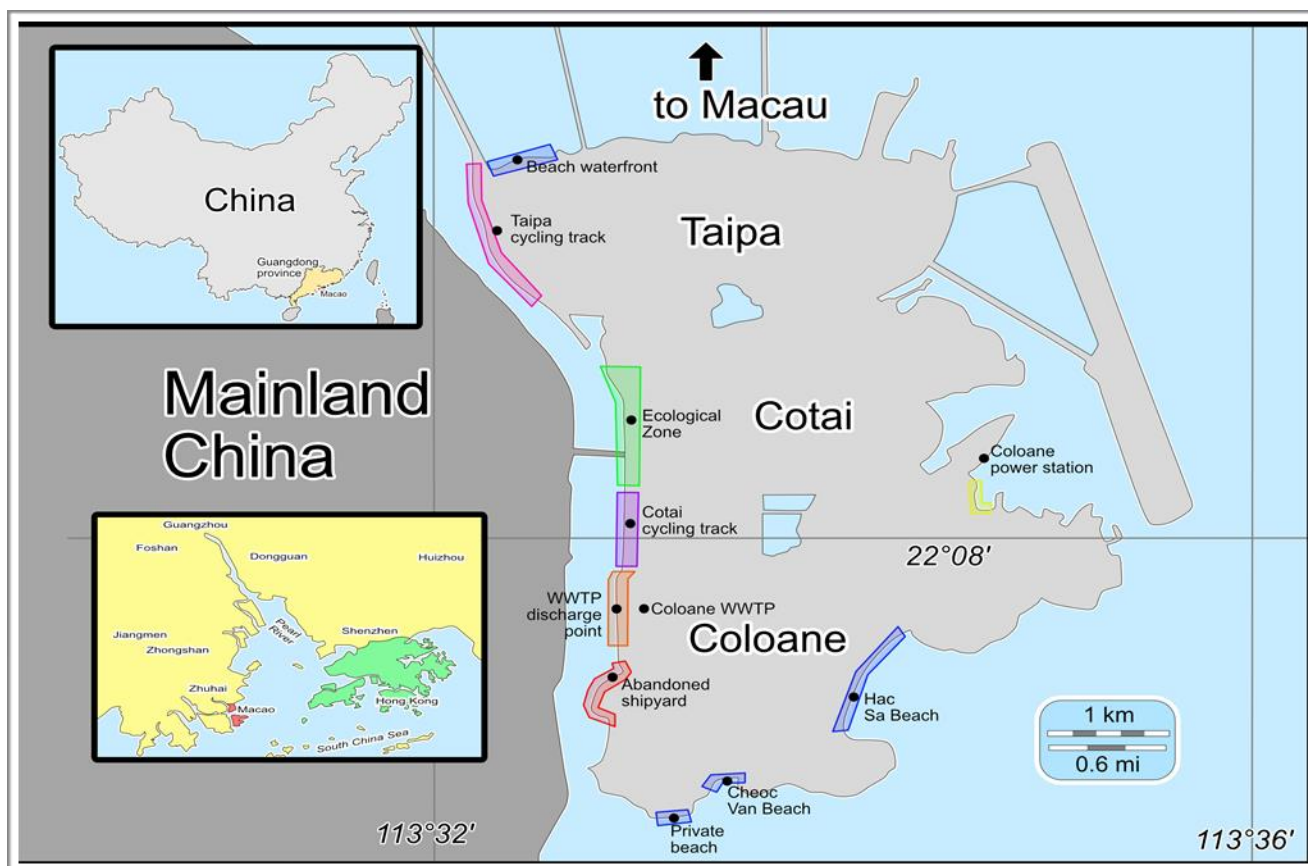 to Macau
China
Guangdong
province
Macao
Beach waterfront
Taipa
cycling track
Taipa
Mainland
China
Ecological
Zone
Cotai
Coloane
power station
Cotai
cycling track
22°08'
Guangzhou
Foshan
Dongguan
Huizhou
Pearl
River
Jiangmen
Shenzhen
Zhongshan
Zhuhai
Macao
Hong Kong
South China Sea
WWTP
discharge
point
Coloane WWTP
Coloane
Abandoned
shipyard
Hac
Sa Beach
1 km
0.6 mi
Cheoc
Van Beach
Private
beach
113°32'
113°36'